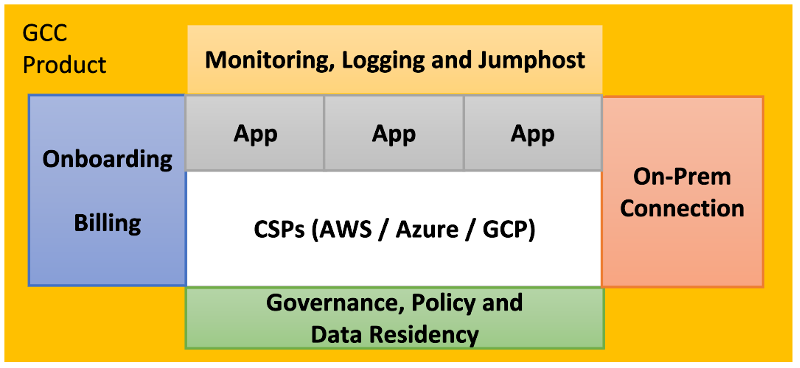 GCC
Product
Monitoring, Logging and Jumphost
App App App
Onboarding
Billing
CSPs (AWS / Azure / GCP)
On-Prem
Connection
Governance, Policy and
Data Residency